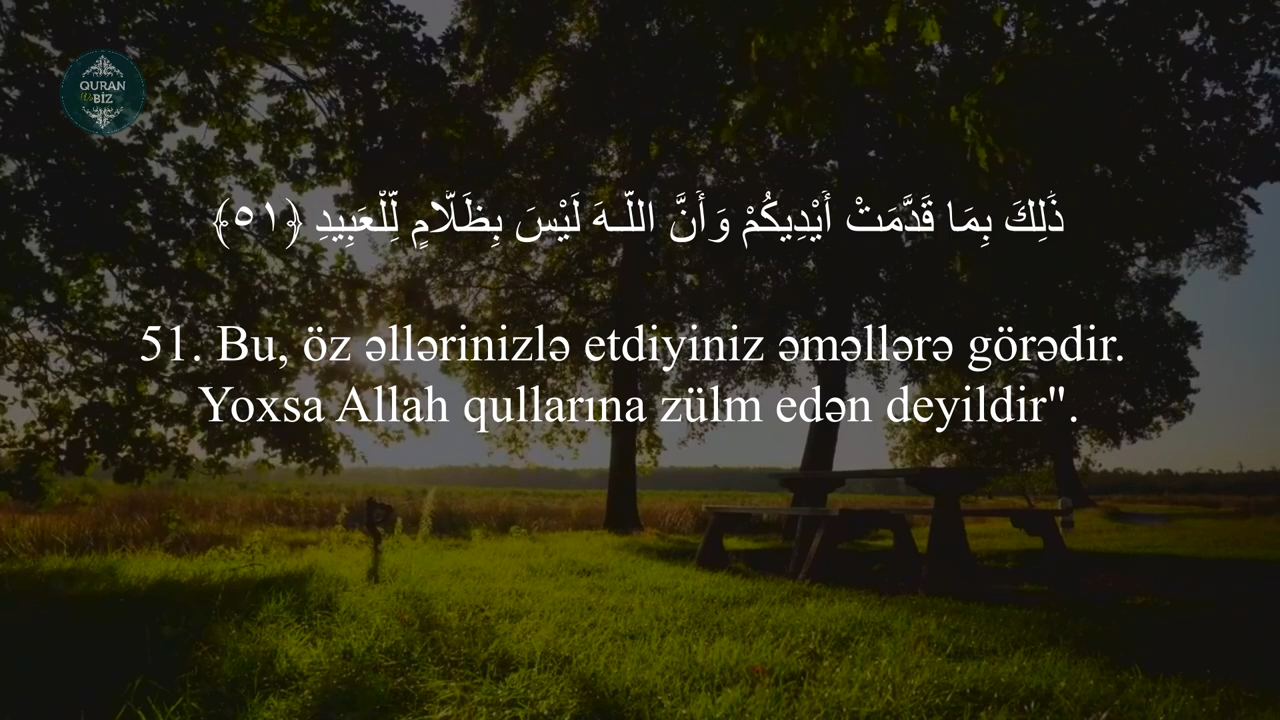 QURAN
BİZ
ذَٰلِكَ بِمَا قَدَّمَتْ أَيْدِيكُمْ وَأَنَّ اللَّـهَ لَيْسَ بِظَلَّامٍ لِّلْعَبِيدِ ﴿٥١﴾
51. Bu, öz əllərinizlə etdiyiniz əməllərə görədir.
Yoxsa Allah qullarına zülm edən deyildir".